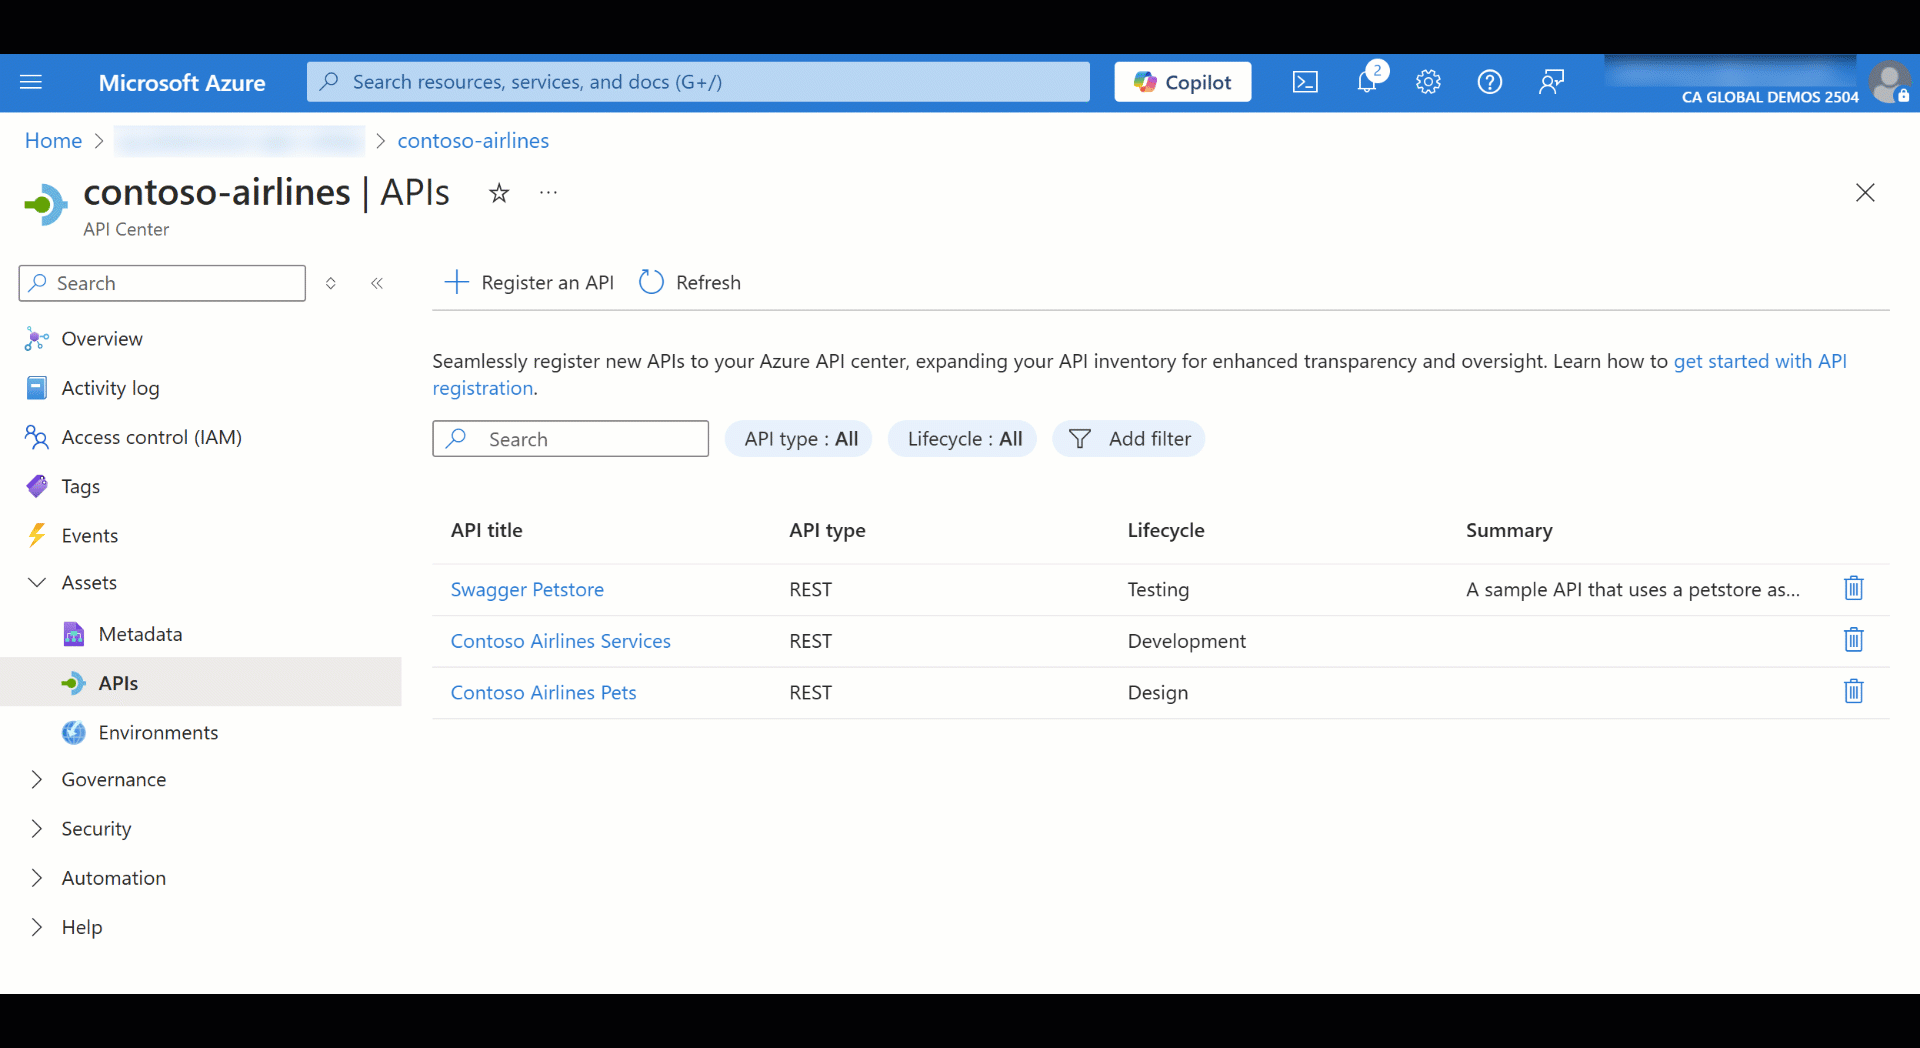 Microsoft Azure
Search resources, services, and docs (G+/)
Copilot
2
CA GLOBAL DEMOS 2504
Home
contoso-airlines
contoso-airlines | APIs
API Center
Search
Register an API
Refresh
Overview
Activity log
Access control (IAM)
Tags
Events
Assets
Metadata
APIs
Environments
Governance
Security
Automation
Help
Seamlessly register new APIs to your Azure API center, expanding your API inventory for enhanced transparency and oversight. Learn how to get started with API
registration.
Search
API type : All
Lifecycle : All
Add filter
API title API type Lifecycle Summary
Swagger Petstore REST Testing A sample API that uses a petstore as...
Contoso Airlines Services REST Development
Contoso Airlines Pets REST Design